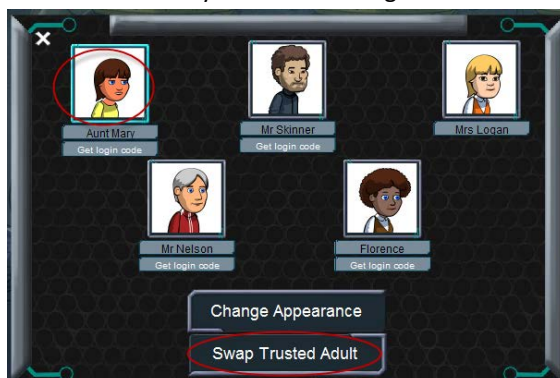 Aunt Mary
Get login code
Mr Skinner
Get login code
Mrs Logan
Mr Nelson
Get login code
Florence
Get login code
Change Appearance
Swap Trusted Adult